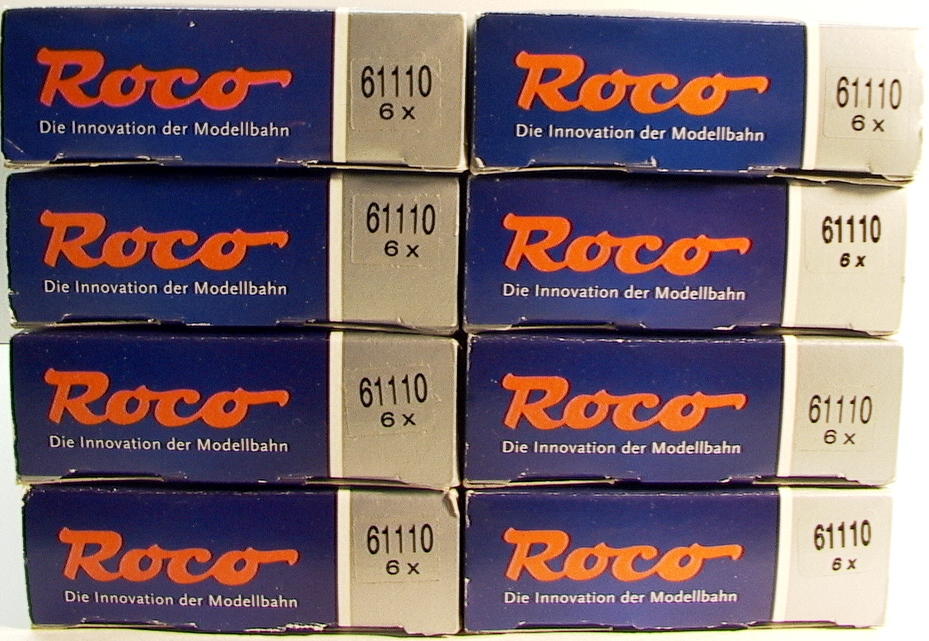 Roco
Die Innovation der Modellbahn
61110
6 x
Roco
Die Innovation der Modellbahn
61110
6 x
Roco
Die Innovation der Modellbahn
61110
6 x
Roco
Die Innovation der Modellbahn
61110
6 x
Roco
Die Innovation der Modellbahn
61110
6 x
Roco
Die Innovation der Modellbahn
61110
6 x
Roco
Die Innovation der Modellbahn
61110
6 x
Roco
Die Innovation der Modellbahn
61110
6 x